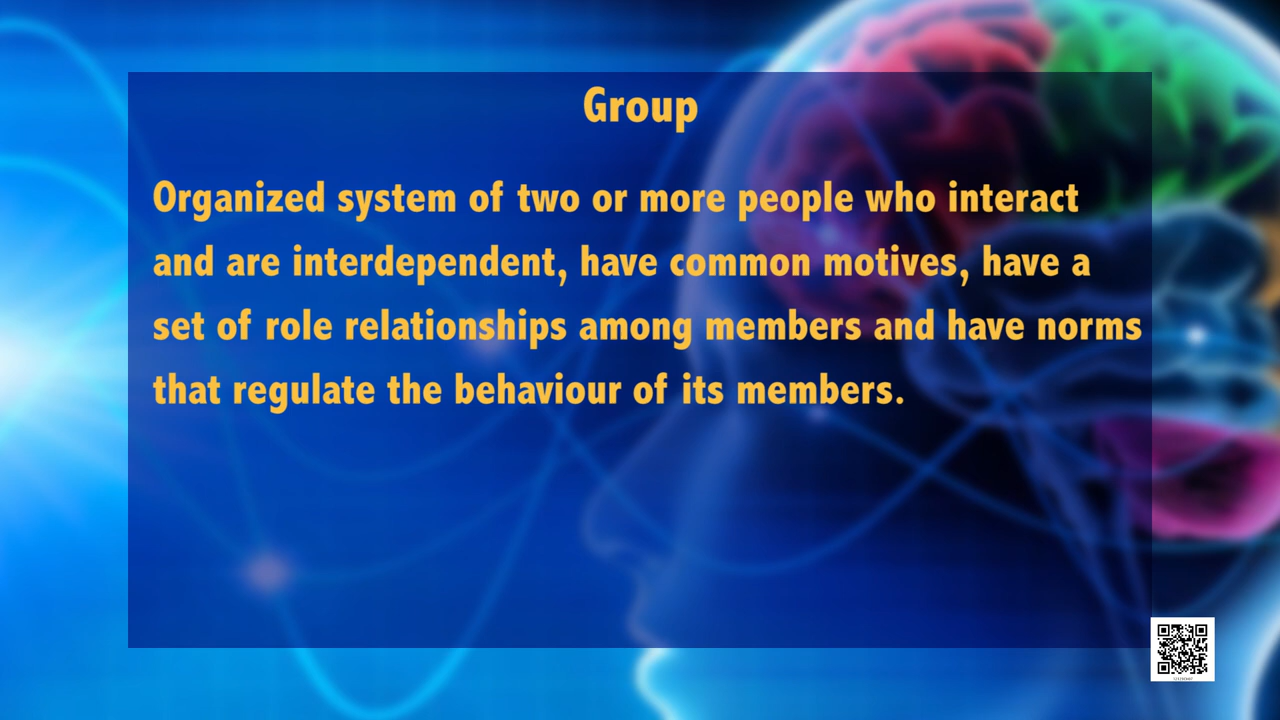 Group
Organized system of two or more people who interact
and are interdependent, have common motives, have a
set of role relationships among members and have norms
that regulate the behaviour of its members.